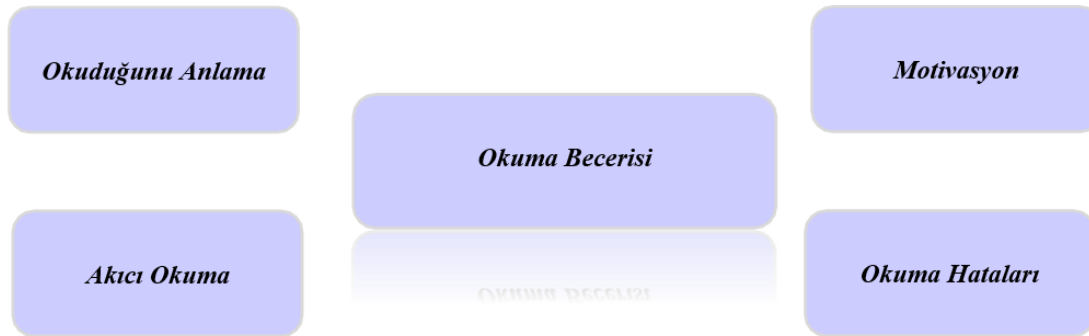 Okuduğunu Anlama
Motivasyon
Okuma Becerisi
Akıcı Okuma
Okuma Hataları